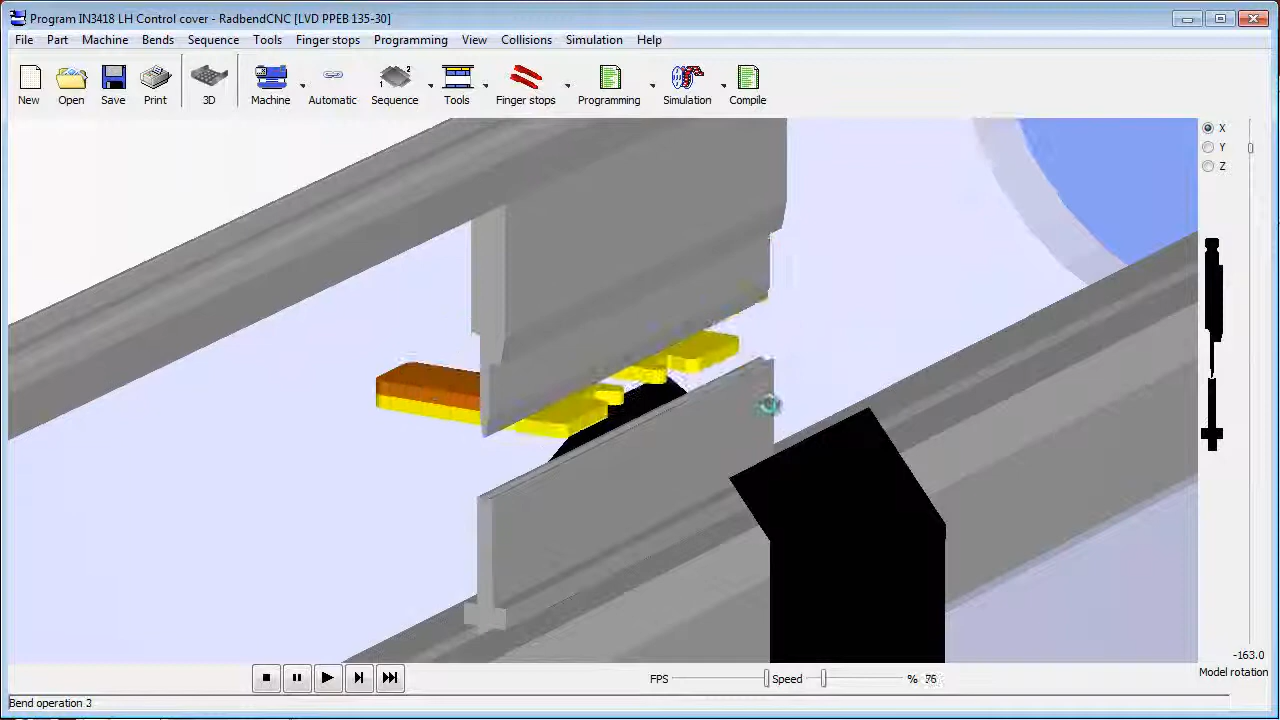 Program IN3418 LH Control cover - RadbendCNC [LVD PPEB 135-30]
File Part Machine Bends Sequence Tools Finger stops Programming View Collisions Simulation Help
New Open Save Print 3D Machine Automatic Sequence Tools Finger stops Programming Simulation Compile
X
Y
Z
-163.0
Model rotation
FPS Speed % 76
Bend operation 3